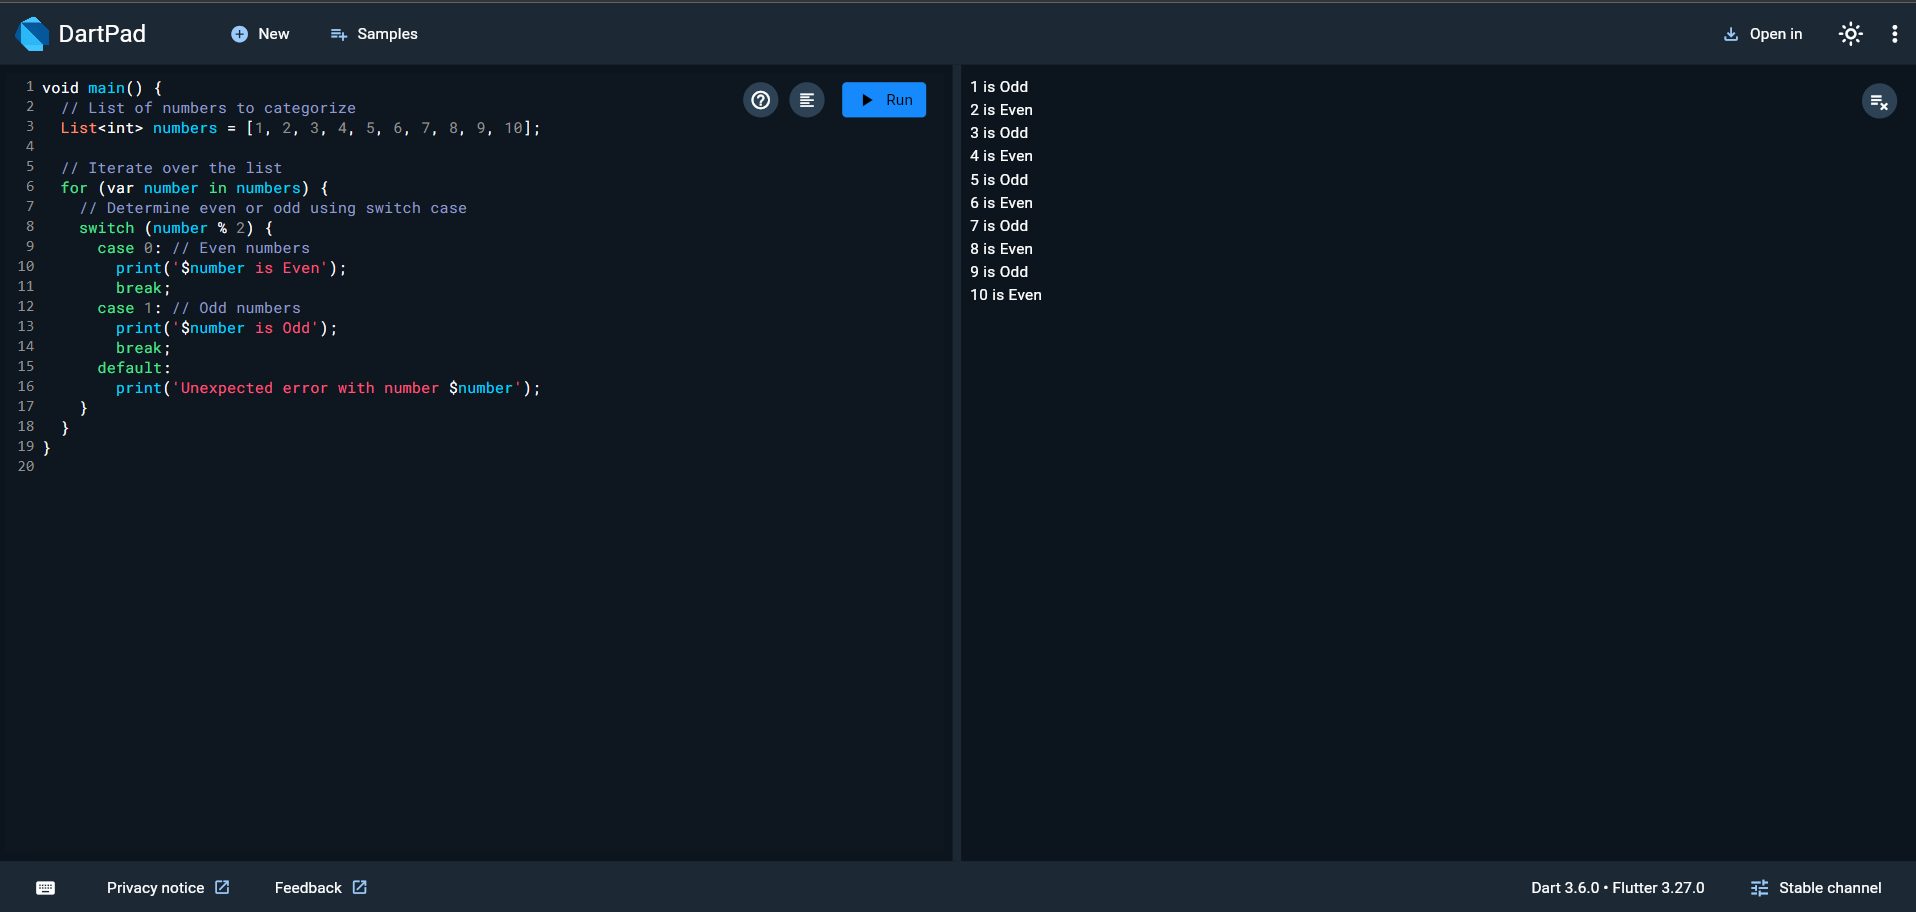 DartPad New Samples Open in
Run
1 void main() {
2   // List of numbers to categorize
3   List<int> numbers = [1, 2, 3, 4, 5, 6, 7, 8, 9, 10];
4
5   // Iterate over the list
6   for (var number in numbers) {
7     // Determine even or odd using switch case
8     switch (number % 2) {
9       case 0: // Even numbers
10         print('$number is Even');
11         break;
12       case 1: // Odd numbers
13         print('$number is Odd');
14         break;
15       default:
16         print('Unexpected error with number $number');
17     }
18   }
19 }
20
1 is Odd
2 is Even
3 is Odd
4 is Even
5 is Odd
6 is Even
7 is Odd
8 is Even
9 is Odd
10 is Even
Privacy notice Feedback Dart 3.6.0 • Flutter 3.27.0 Stable channel